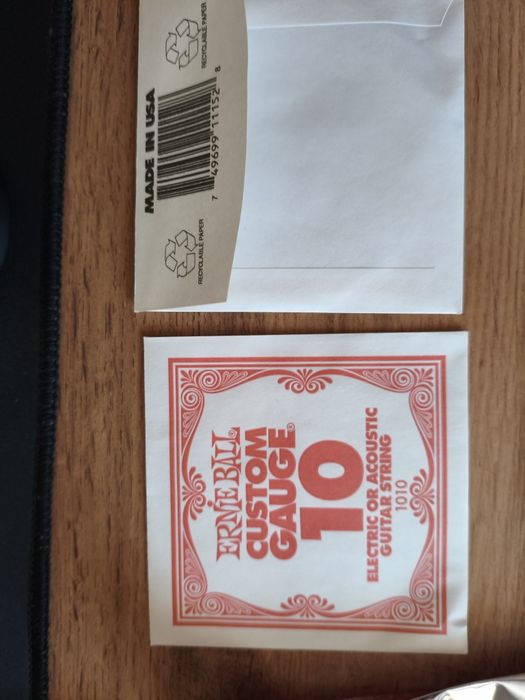 RECYCLABLE PAPER
MADE IN USA
7 49699 11152 8
RECYCLABLE PAPER
ERNIE BALL®
CUSTOM
GAUGE®
10
ELECTRIC OR ACOUSTIC
GUITAR STRING
1010